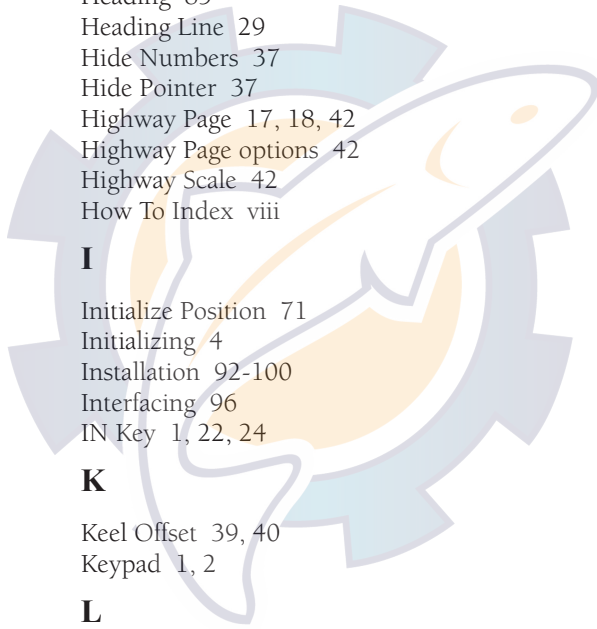 Heading Line 29
Hide Numbers 37
Hide Pointer 37
Highway Page 17, 18, 42
Highway Page options 42
Highway Scale 42
How To Index viii
I
Initialize Position 71
Initializing 4
Installation 92-100
Interfacing 96
IN Key 1, 22, 24
K
Keel Offset 39, 40
Keypad 1, 2
L